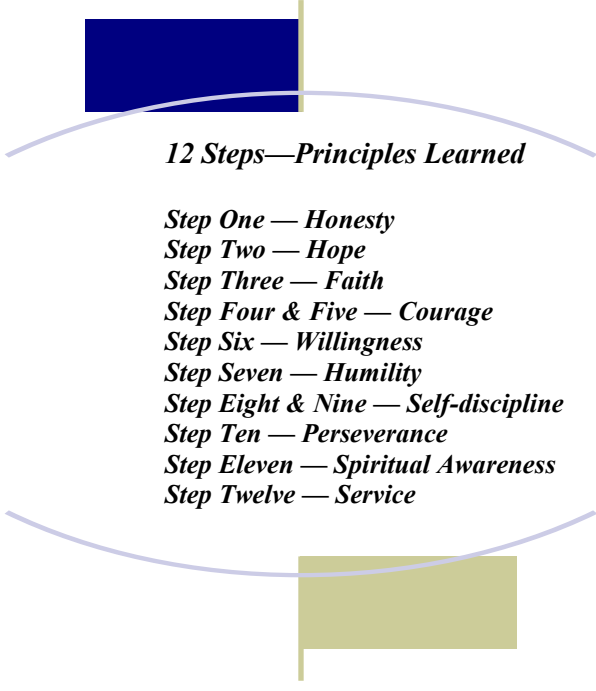 12 Steps—Principles Learned
Step One — Honesty
Step Two — Hope
Step Three — Faith
Step Four & Five — Courage
Step Six — Willingness
Step Seven — Humility
Step Eight & Nine — Self-discipline
Step Ten — Perseverance
Step Eleven — Spiritual Awareness
Step Twelve — Service